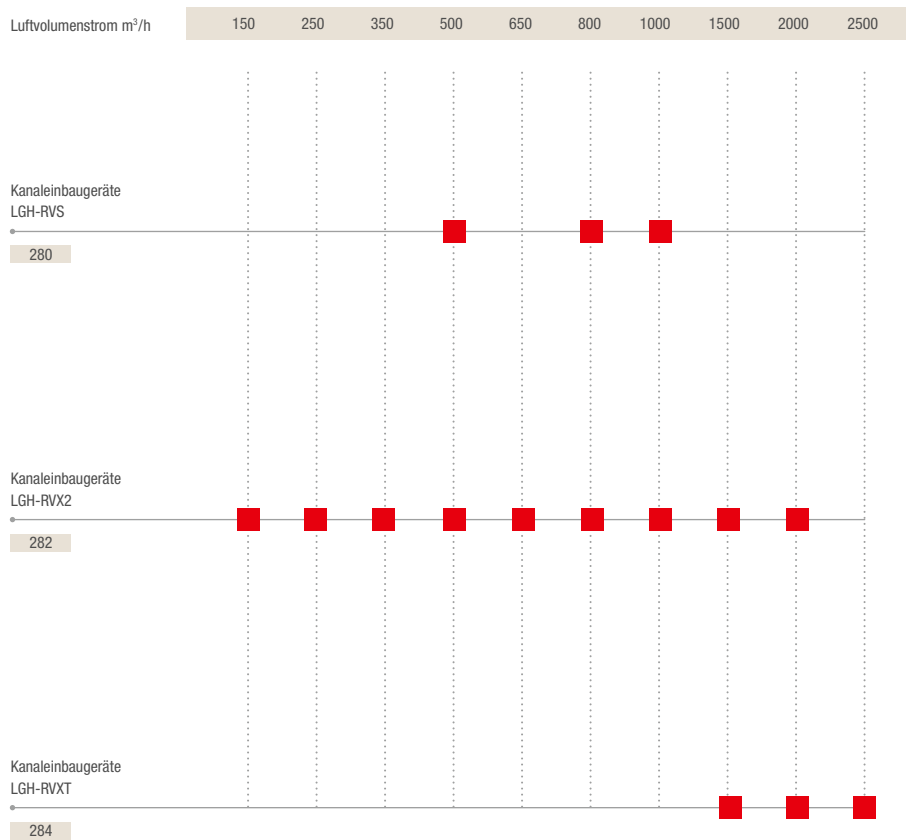 Luftvolumenstrom m³/h 150 250 350 500 650 800 1000 1500 2000 2500
Kanaleinbaugeräte
LGH-RVS
280
Kanaleinbaugeräte
LGH-RVX2
282
Kanaleinbaugeräte
LGH-RVXT
284